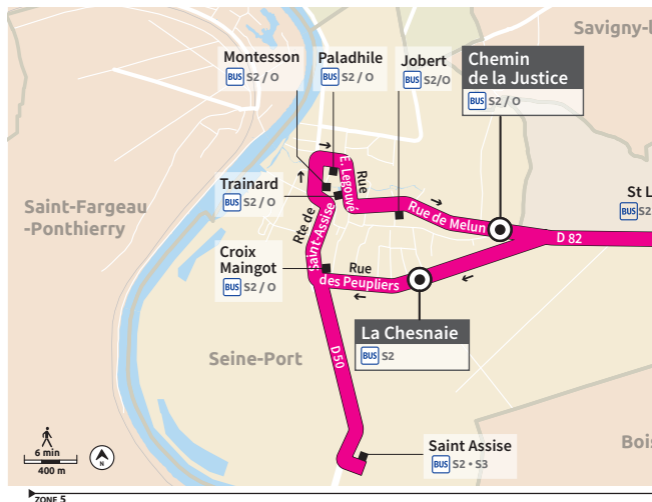 Savigny-l
Montesson
BUS S2 / O
Paladhile
BUS S2 / O
Jobert
BUS S2/O
Chemin
de la Justice
BUS S2 / O
E. Legouvé
Rue
Trainard
BUS S2 / O
Saint-Fargeau
-Ponthierry
Rte de
Saint-Assise
Rue de Melun
St L
BUS S2
D 82
Croix
Maingot
BUS S2 / O
Rue
des Peupliers
La Chesnaie
BUS S2
Seine-Port
D50
Saint Assise
BUS S2 • S3
Bois
6 min
400 m
N
ZONE 5